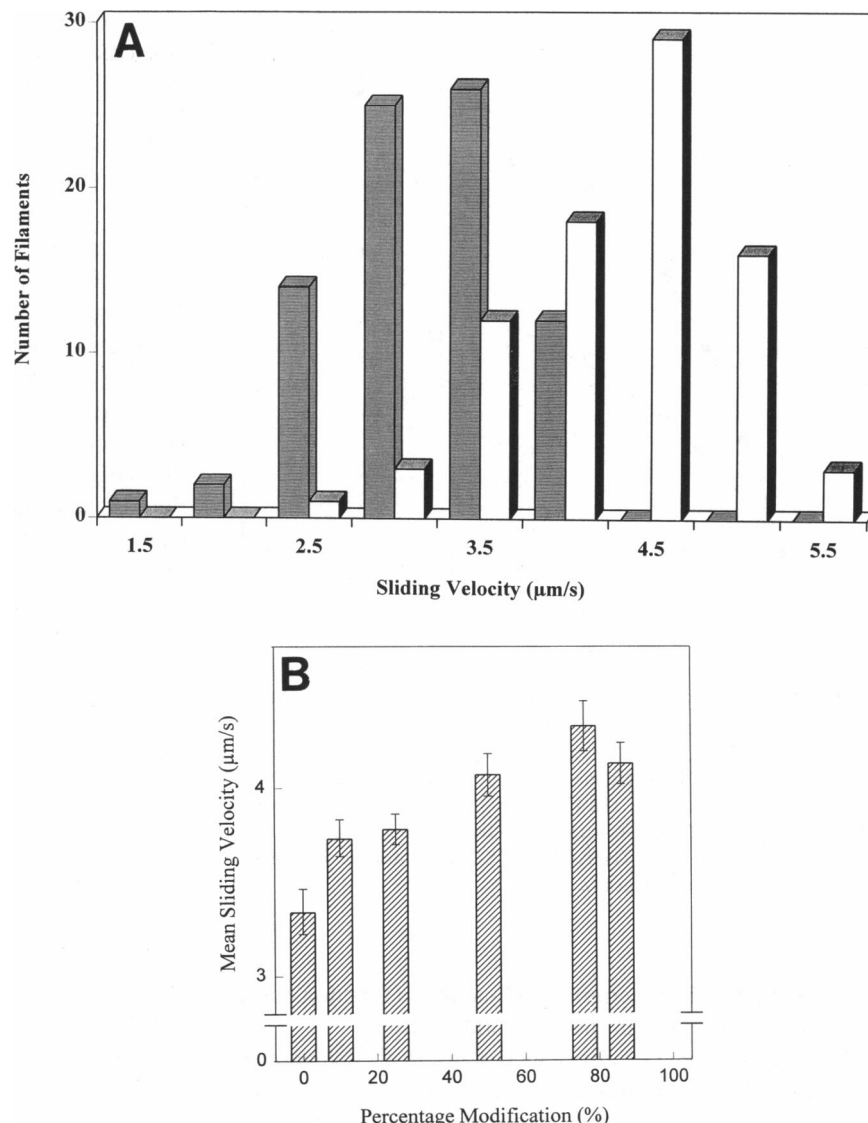 A
30
20
10
0
Number of Filaments
1.5 2.5 3.5 4.5 5.5
Sliding Velocity (µm/s)
B
4
3
0
Mean Sliding Velocity (µm/s)
0 20 40 60 80 100
Percentage Modification (%)